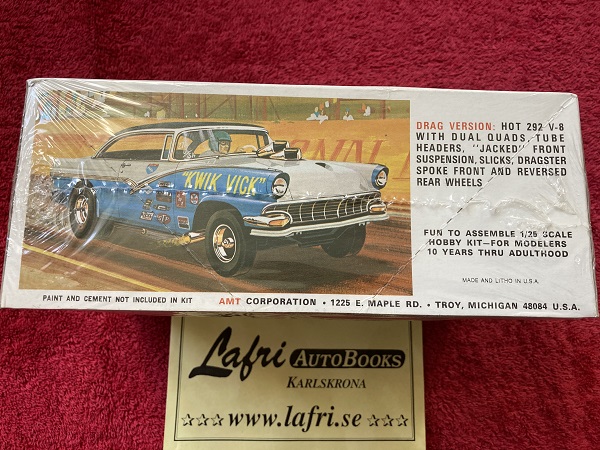 "KWIK VICK"
DRAG VERSION: HOT 292 V-8
WITH DUAL QUADS, TUBE
HEADERS, "JACKED" FRONT
SUSPENSION, SLICKS, DRAGSTER
SPOKE FRONT AND REVERSED
REAR WHEELS
FUN TO ASSEMBLE 1/25 SCALE
HOBBY KIT—FOR MODELERS
10 YEARS THRU ADULTHOOD
MADE AND LITHO IN U.S.A.
PAINT AND CEMENT NOT INCLUDED IN KIT
AMT CORPORATION • 1225 E. MAPLE RD. • TROY, MICHIGAN 48084 U.S.A.
Lafri AUTOBOOKS
KARLSKRONA
www.lafri.se